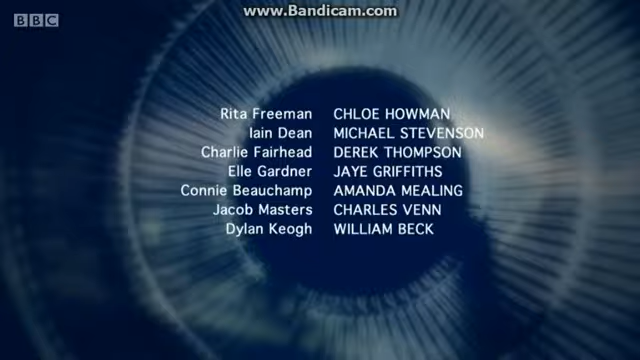 www.Bandicam.com
BBC
Rita Freeman CHLOE HOWMAN
Iain Dean MICHAEL STEVENSON
Charlie Fairhead DEREK THOMPSON
Elle Gardner JAYE GRIFFITHS
Connie Beauchamp AMANDA MEALING
Jacob Masters CHARLES VENN
Dylan Keogh WILLIAM BECK